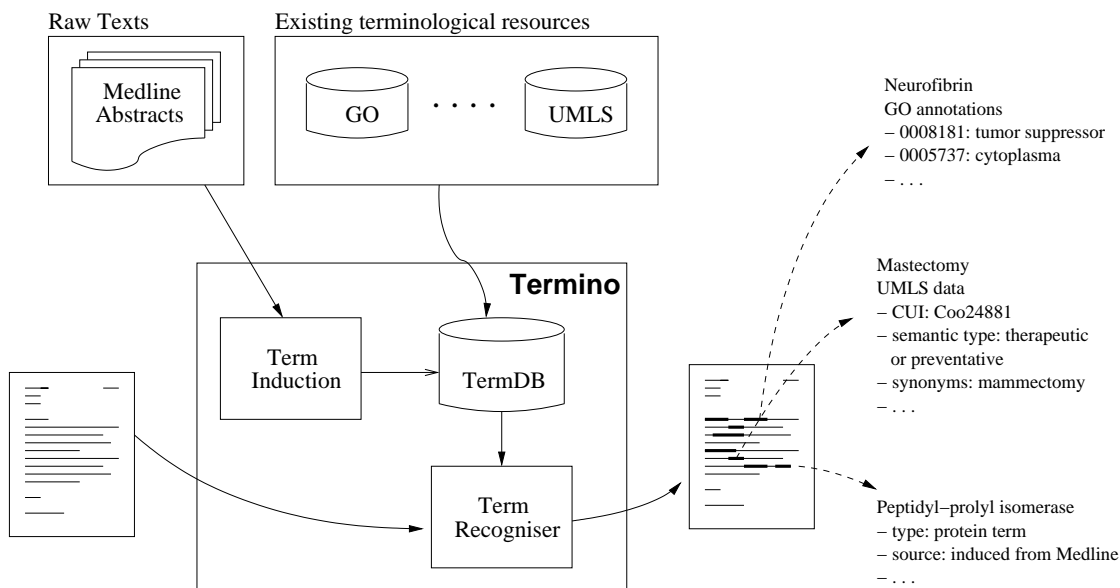 Raw Texts
Existing terminological resources
Medline
Abstracts
GO
. . . .
UMLS
Neurofibrin
GO annotations
– 0008181: tumor suppressor
– 0005737: cytoplasma
– . . .
Termino
Term
Induction
TermDB
Term
Recogniser
Mastectomy
UMLS data
– CUI: Coo24881
– semantic type: therapeutic
or preventative
– synonyms: mammectomy
– . . .
Peptidyl–prolyl isomerase
– type: protein term
– source: induced from Medline
– . . .